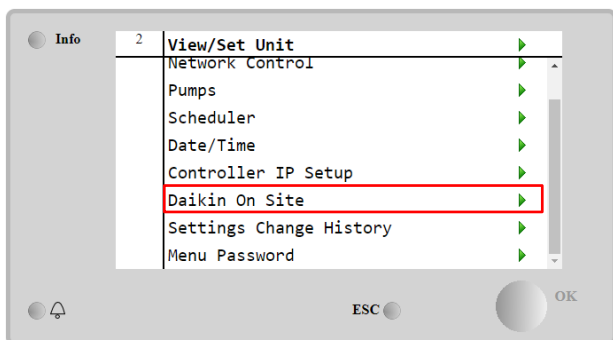 Info
2 View/Set Unit
Network Control
Pumps
Scheduler
Date/Time
Controller IP Setup
Daikin On Site
Settings Change History
Menu Password
ESC
OK